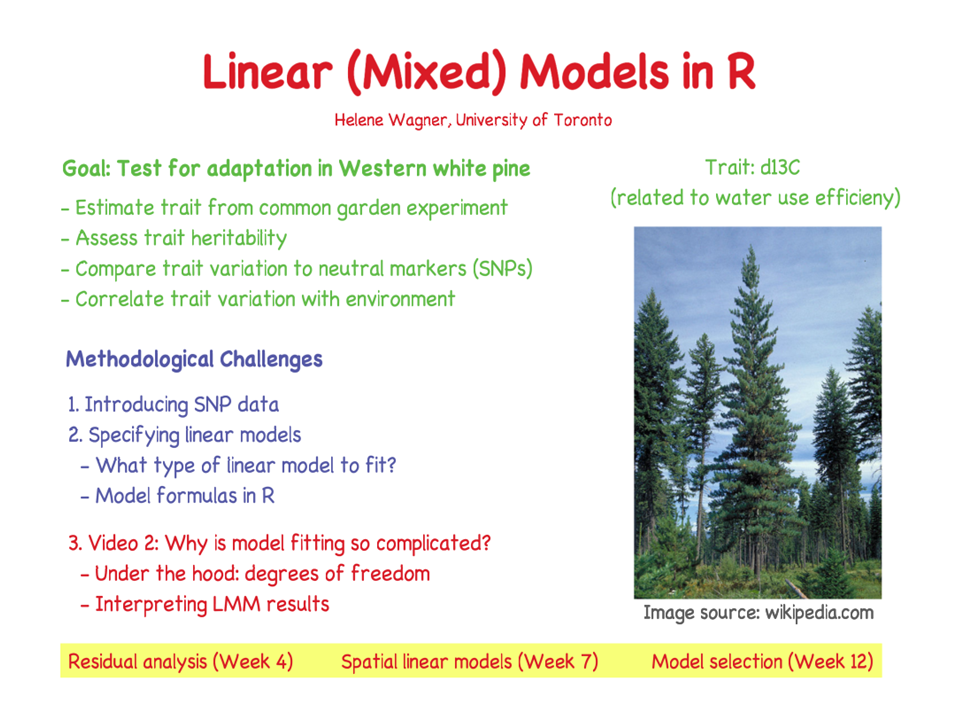 Linear (Mixed) Models in R
Helene Wagner, University of Toronto
Goal: Test for adaptation in Western white pine
- Estimate trait from common garden experiment
- Assess trait heritability
- Compare trait variation to neutral markers (SNPs)
- Correlate trait variation with environment
Trait: d13C
(related to water use efficieny)
Methodological Challenges
1. Introducing SNP data
2. Specifying linear models
- What type of linear model to fit?
- Model formulas in R
3. Video 2: Why is model fitting so complicated?
- Under the hood: degrees of freedom
- Interpreting LMM results
Image source: wikipedia.com
Residual analysis (Week 4) Spatial linear models (Week 7) Model selection (Week 12)